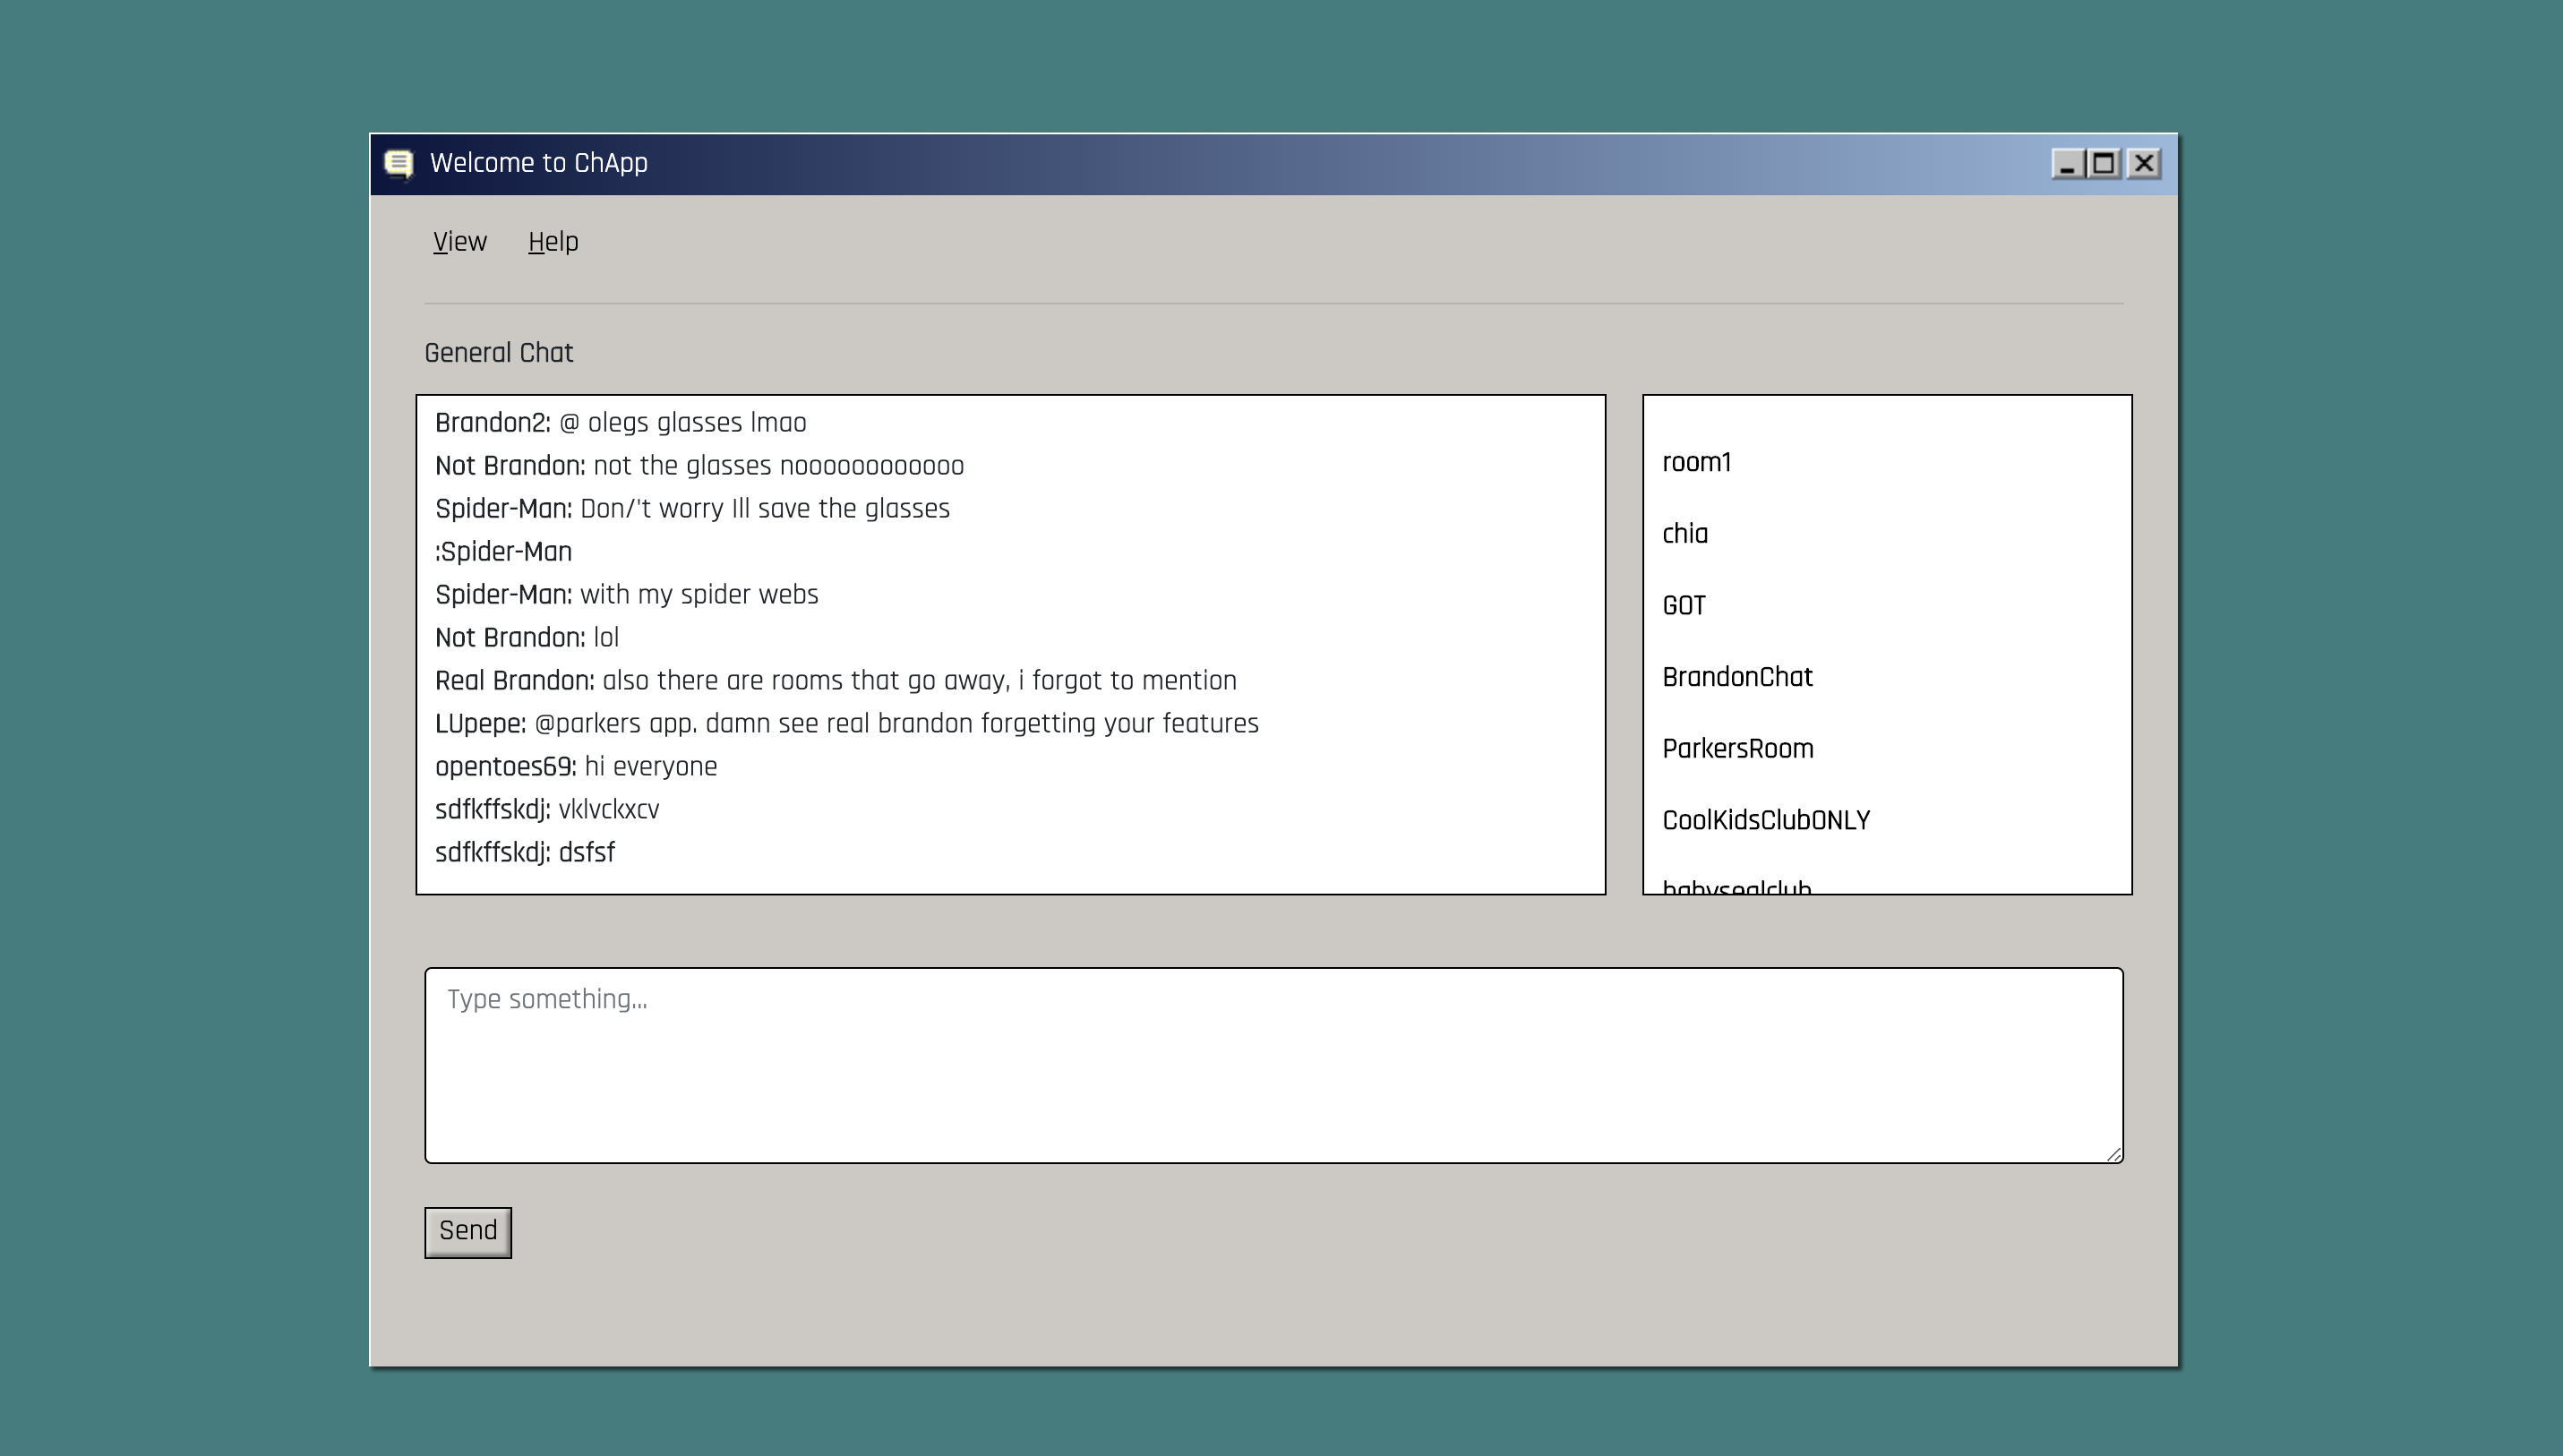 Welcome to ChApp
View Help
General Chat
Brandon2: @ olegs glasses lmao
Not Brandon: not the glasses noooooooooooo
Spider-Man: Don/'t worry Ill save the glasses
:Spider-Man
Spider-Man: with my spider webs
Not Brandon: lol
Real Brandon: also there are rooms that go away, i forgot to mention
LUpepe: @parkers app. damn see real brandon forgetting your features
opentoes69: hi everyone
sdfkffskdj: vklvckxcv
sdfkffskdj: dsfsf
room1
chia
GOT
BrandonChat
ParkersRoom
CoolKidsClubONLY
babysealclub
Type something...
Send